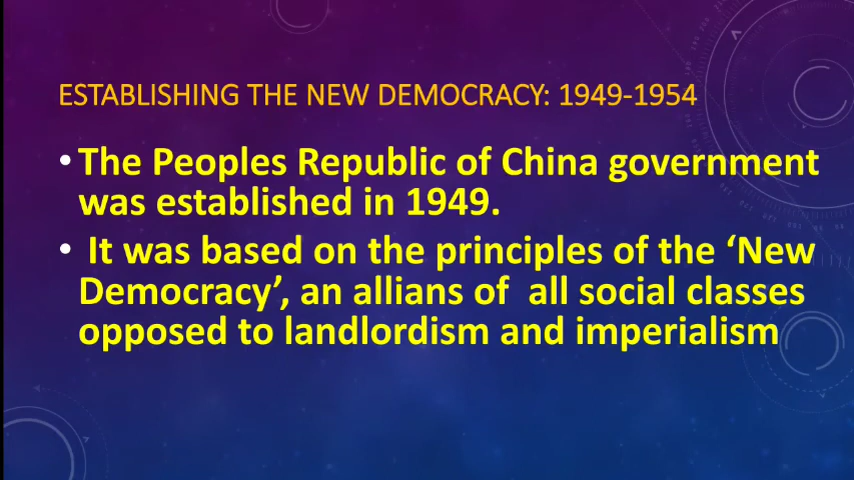 ESTABLISHING THE NEW DEMOCRACY: 1949-1954
•The Peoples Republic of China government
was established in 1949.
• It was based on the principles of the ‘New
Democracy’, an allians of  all social classes
opposed to landlordism and imperialism